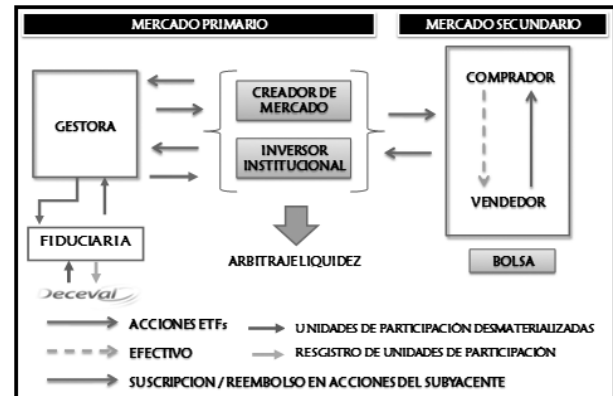 MERCADO PRIMARIO
MERCADO SECUNDARIO
GESTORA
CREADOR DE
MERCADO
INVERSOR
INSTITUCIONAL
COMPRADOR
VENDEDOR
FIDUCIARIA
ARBITRAJE LIQUIDEZ
BOLSA
Deceval
ACCIONES ETFs
UNIDADES DE PARTICIPACIÓN DESMATERIALIZADAS
EFECTIVO
RESGISTRO DE UNIDADES DE PARTICIPACIÓN
SUSCRIPCION / REEMBOLSO EN ACCIONES DEL SUBYACENTE